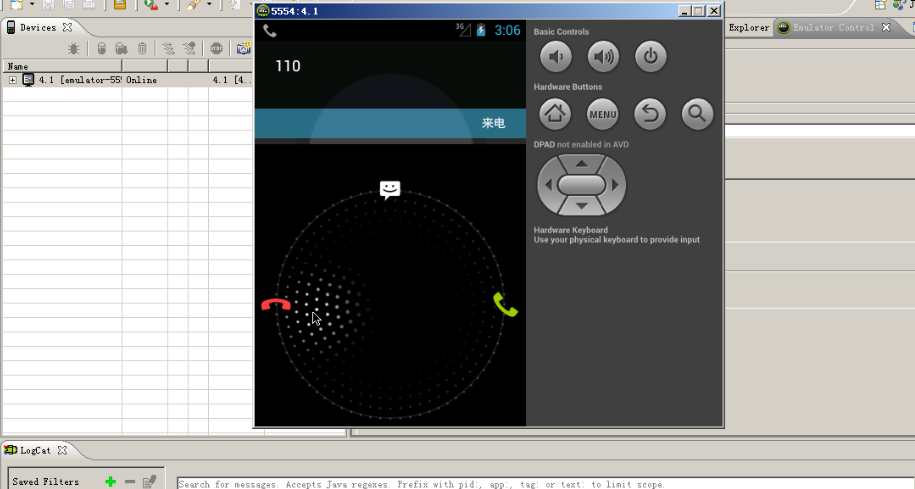 Devices
5554:4.1
Explorer
Emulator Control
Name
4.1 [emulator-55
Online
4.1 [4..
3G
3:06
110
来电
Basic Controls
Hardware Buttons
MENU
DPAD not enabled in AVD
Hardware Keyboard
Use your physical keyboard to provide input
LogCat
Saved Filters
Search for messages. Accepts Java regexes. Prefix with pid:, app:, tag: or text: to limit scope.